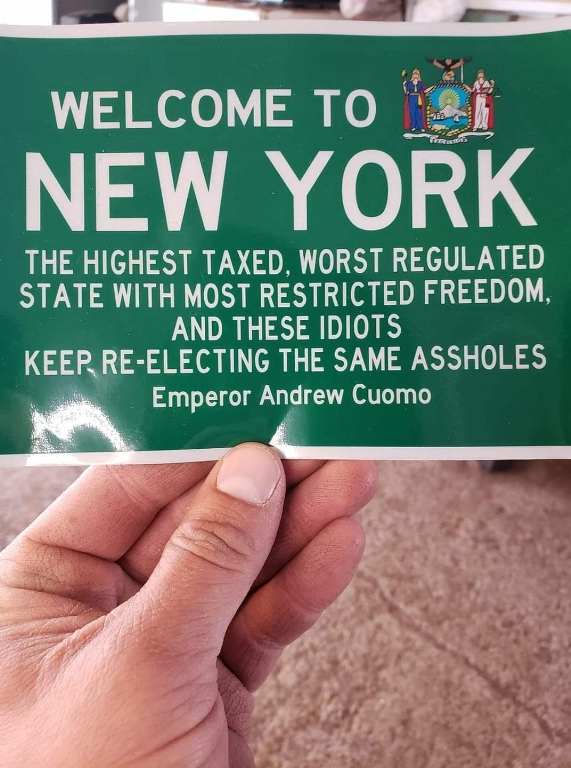 WELCOME TO
NEW YORK
THE HIGHEST TAXED, WORST REGULATED
STATE WITH MOST RESTRICTED FREEDOM,
AND THESE IDIOTS
KEEP RE-ELECTING THE SAME ASSHOLES
Emperor Andrew Cuomo